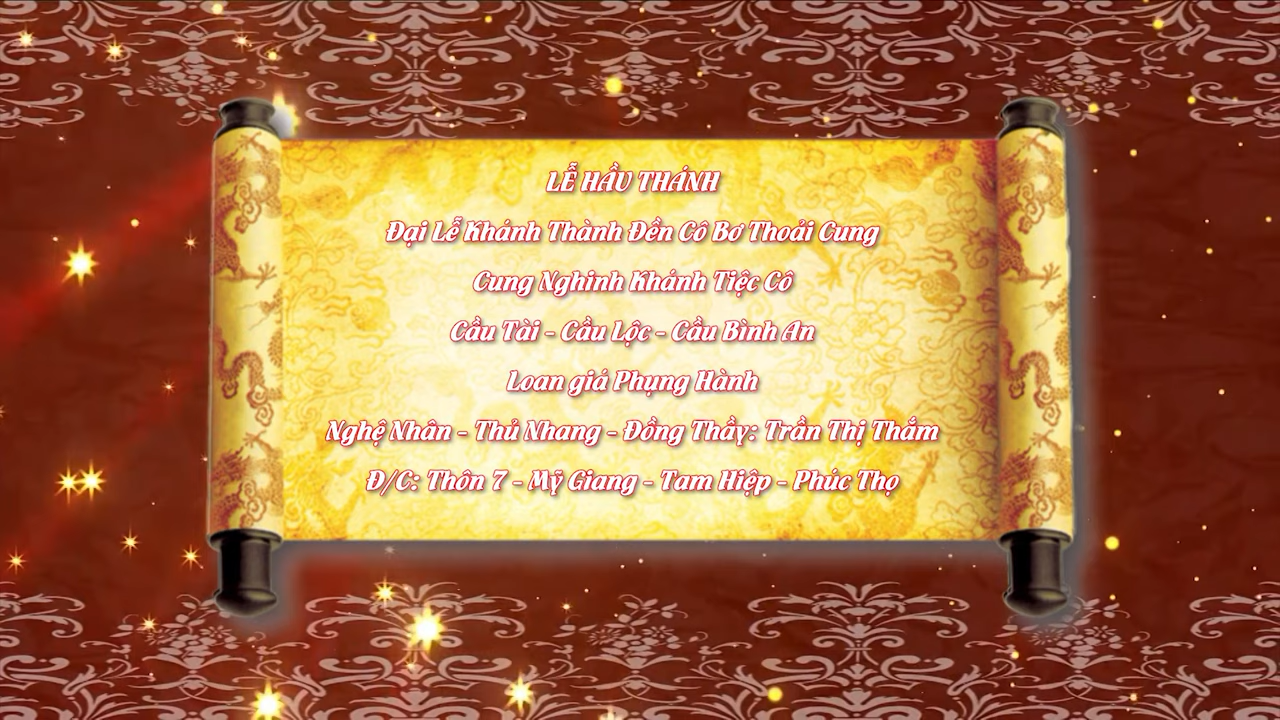 LỄ HẦU THÁNH
Đại Lễ Khánh Thành Đền Cô Bơ Thoải Cung
Cung Nghinh Khánh Tiệc Cô
Cầu Tài - Cầu Lộc - Cầu Bình An
Loan giá Phụng Hành
Nghệ Nhân - Thủ Nhang - Đồng Thầy: Trần Thị Thắm
Đ/C: Thôn 7 - Mỹ Giang - Tam Hiệp - Phúc Thọ